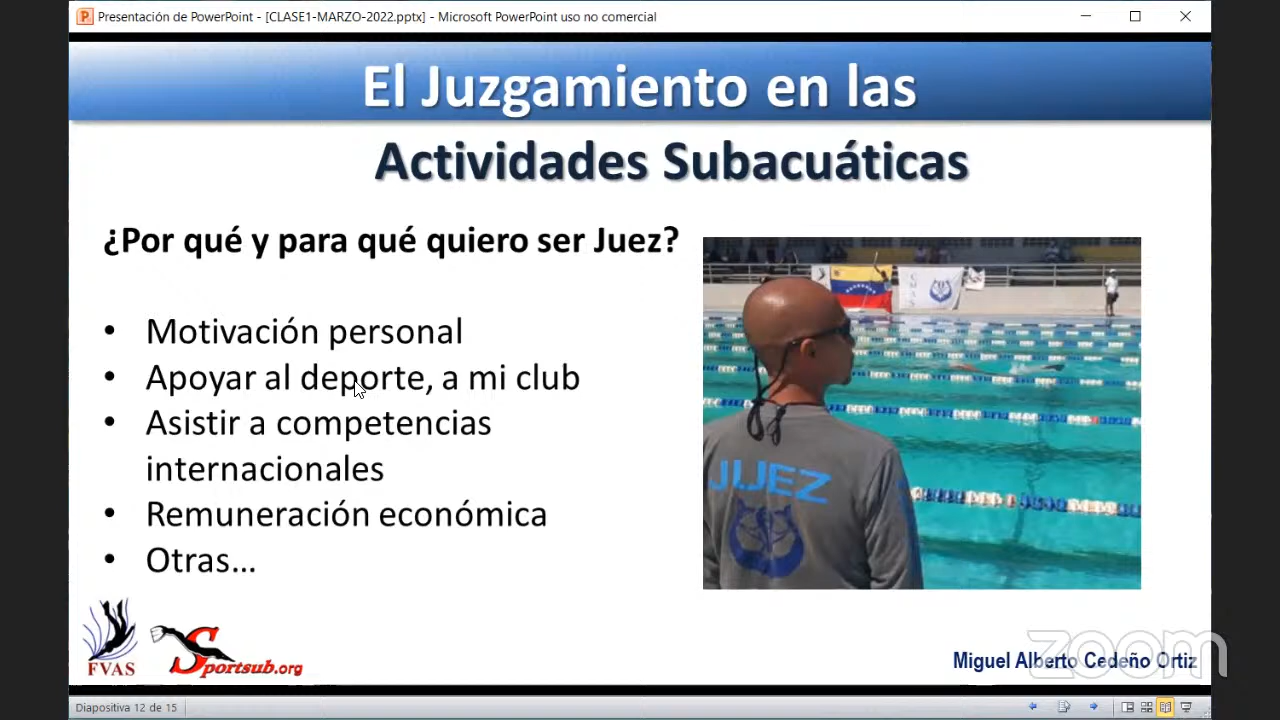 Presentación de PowerPoint - [CLASE1-MARZO-2022.pptx] - Microsoft PowerPoint uso no comercial
El Juzgamiento en las
Actividades Subacuáticas
¿Por qué y para qué quiero ser Juez?
• Motivación personal
• Apoyar al deporte, a mi club
• Asistir a competencias
internacionales
• Remuneración económica
• Otras...
CMAS
JUEZ
FVAS
Sportsub.org
Miguel Alberto Cedeño Ortiz
zoom
Diapositiva 12 de 15